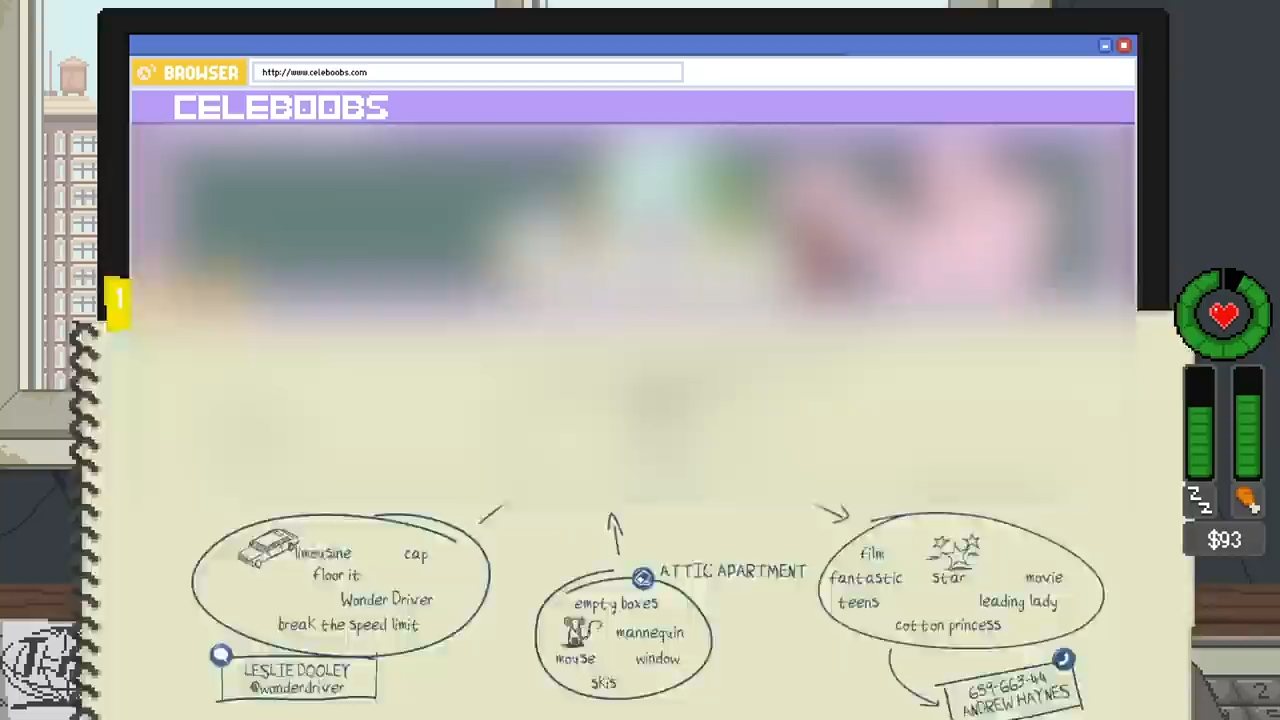 BROWSER
http://www.celeboobs.com
CELEBOOBS
1
limousine cap
floor it
Wonder Driver
break the speed limit
LESLIE DOOLEY
@wonderdriver
ATTIC APARTMENT
empty boxes
mannequin
mouse window
skis
film
fantastic star movie
teens leading lady
cotton princess
659-663-44
ANDREW HAYNES
Z
Z
$93
2